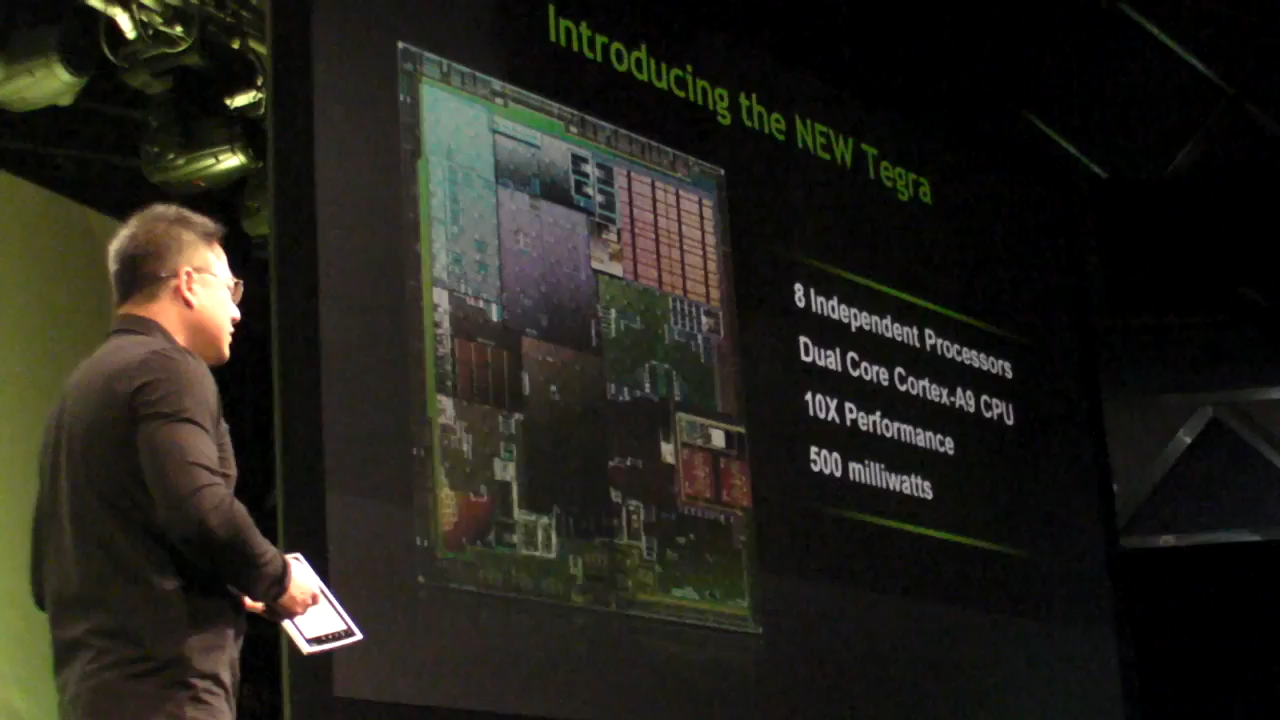 Introducing the NEW Tegra
8 Independent Processors
Dual Core Cortex-A9 CPU
10X Performance
500 milliwatts